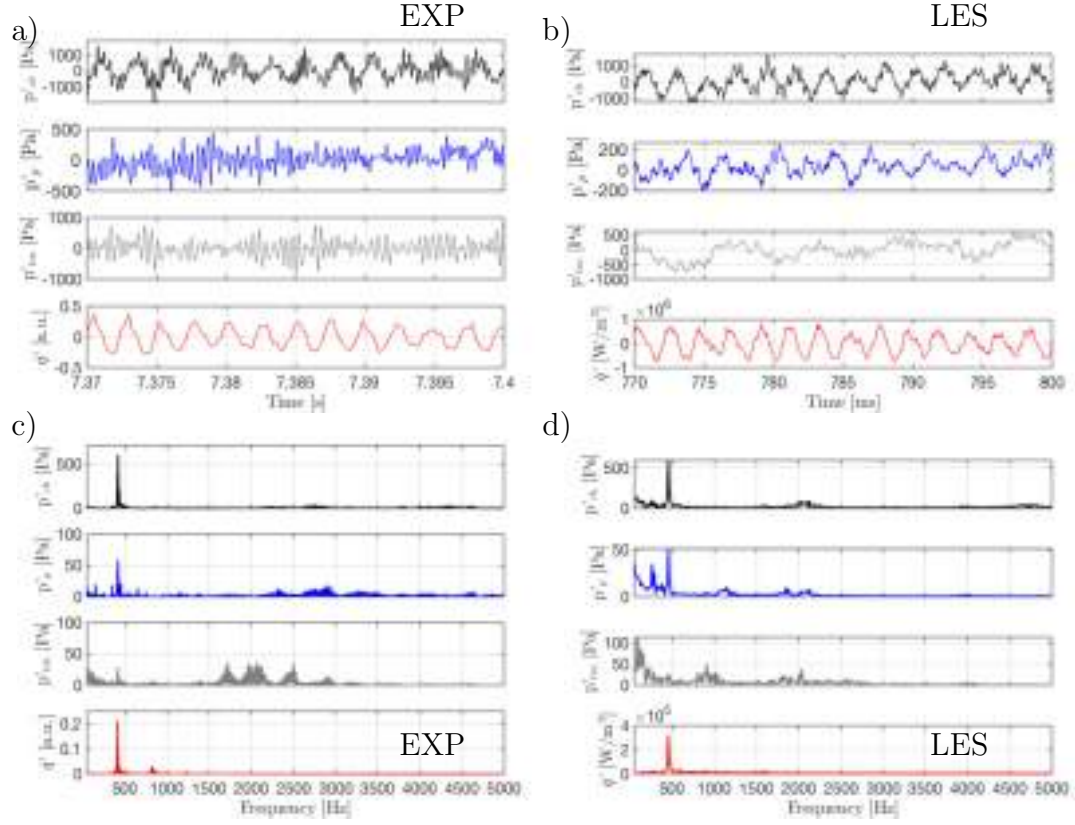 EXP
LES
a)
b)
1000
0
-1000
[Pa]
500
0
-500
p' [Pa]
1000
0
-1000
[Pa]
0.5
0
-0.5
q' [a.u.]
7.37 7.375 7.38 7.385 7.39 7.395 7.4
Time [s]
1000
0
-1000
[Pa]
200
0
-200
[Pa]
500
0
-500
[Pa]
1
0
-1
q' [W/m³]
770 775 780 785 790 795 800
Time [ms]
c)
d)
500
0
[Pa]
100
50
0
[Pa]
100
50
0
[Pa]
0.2
0.1
0
q' [a.u.]
EXP
500 1000 1500 2000 2500 3000 3500 4000 4500 5000
Frequency [Hz]
500
0
[Pa]
50
0
[Pa]
100
50
0
[Pa]
4
2
0
q' [W/m³]
LES
500 1000 1500 2000 2500 3000 3500 4000 4500 5000
Frequency [Hz]